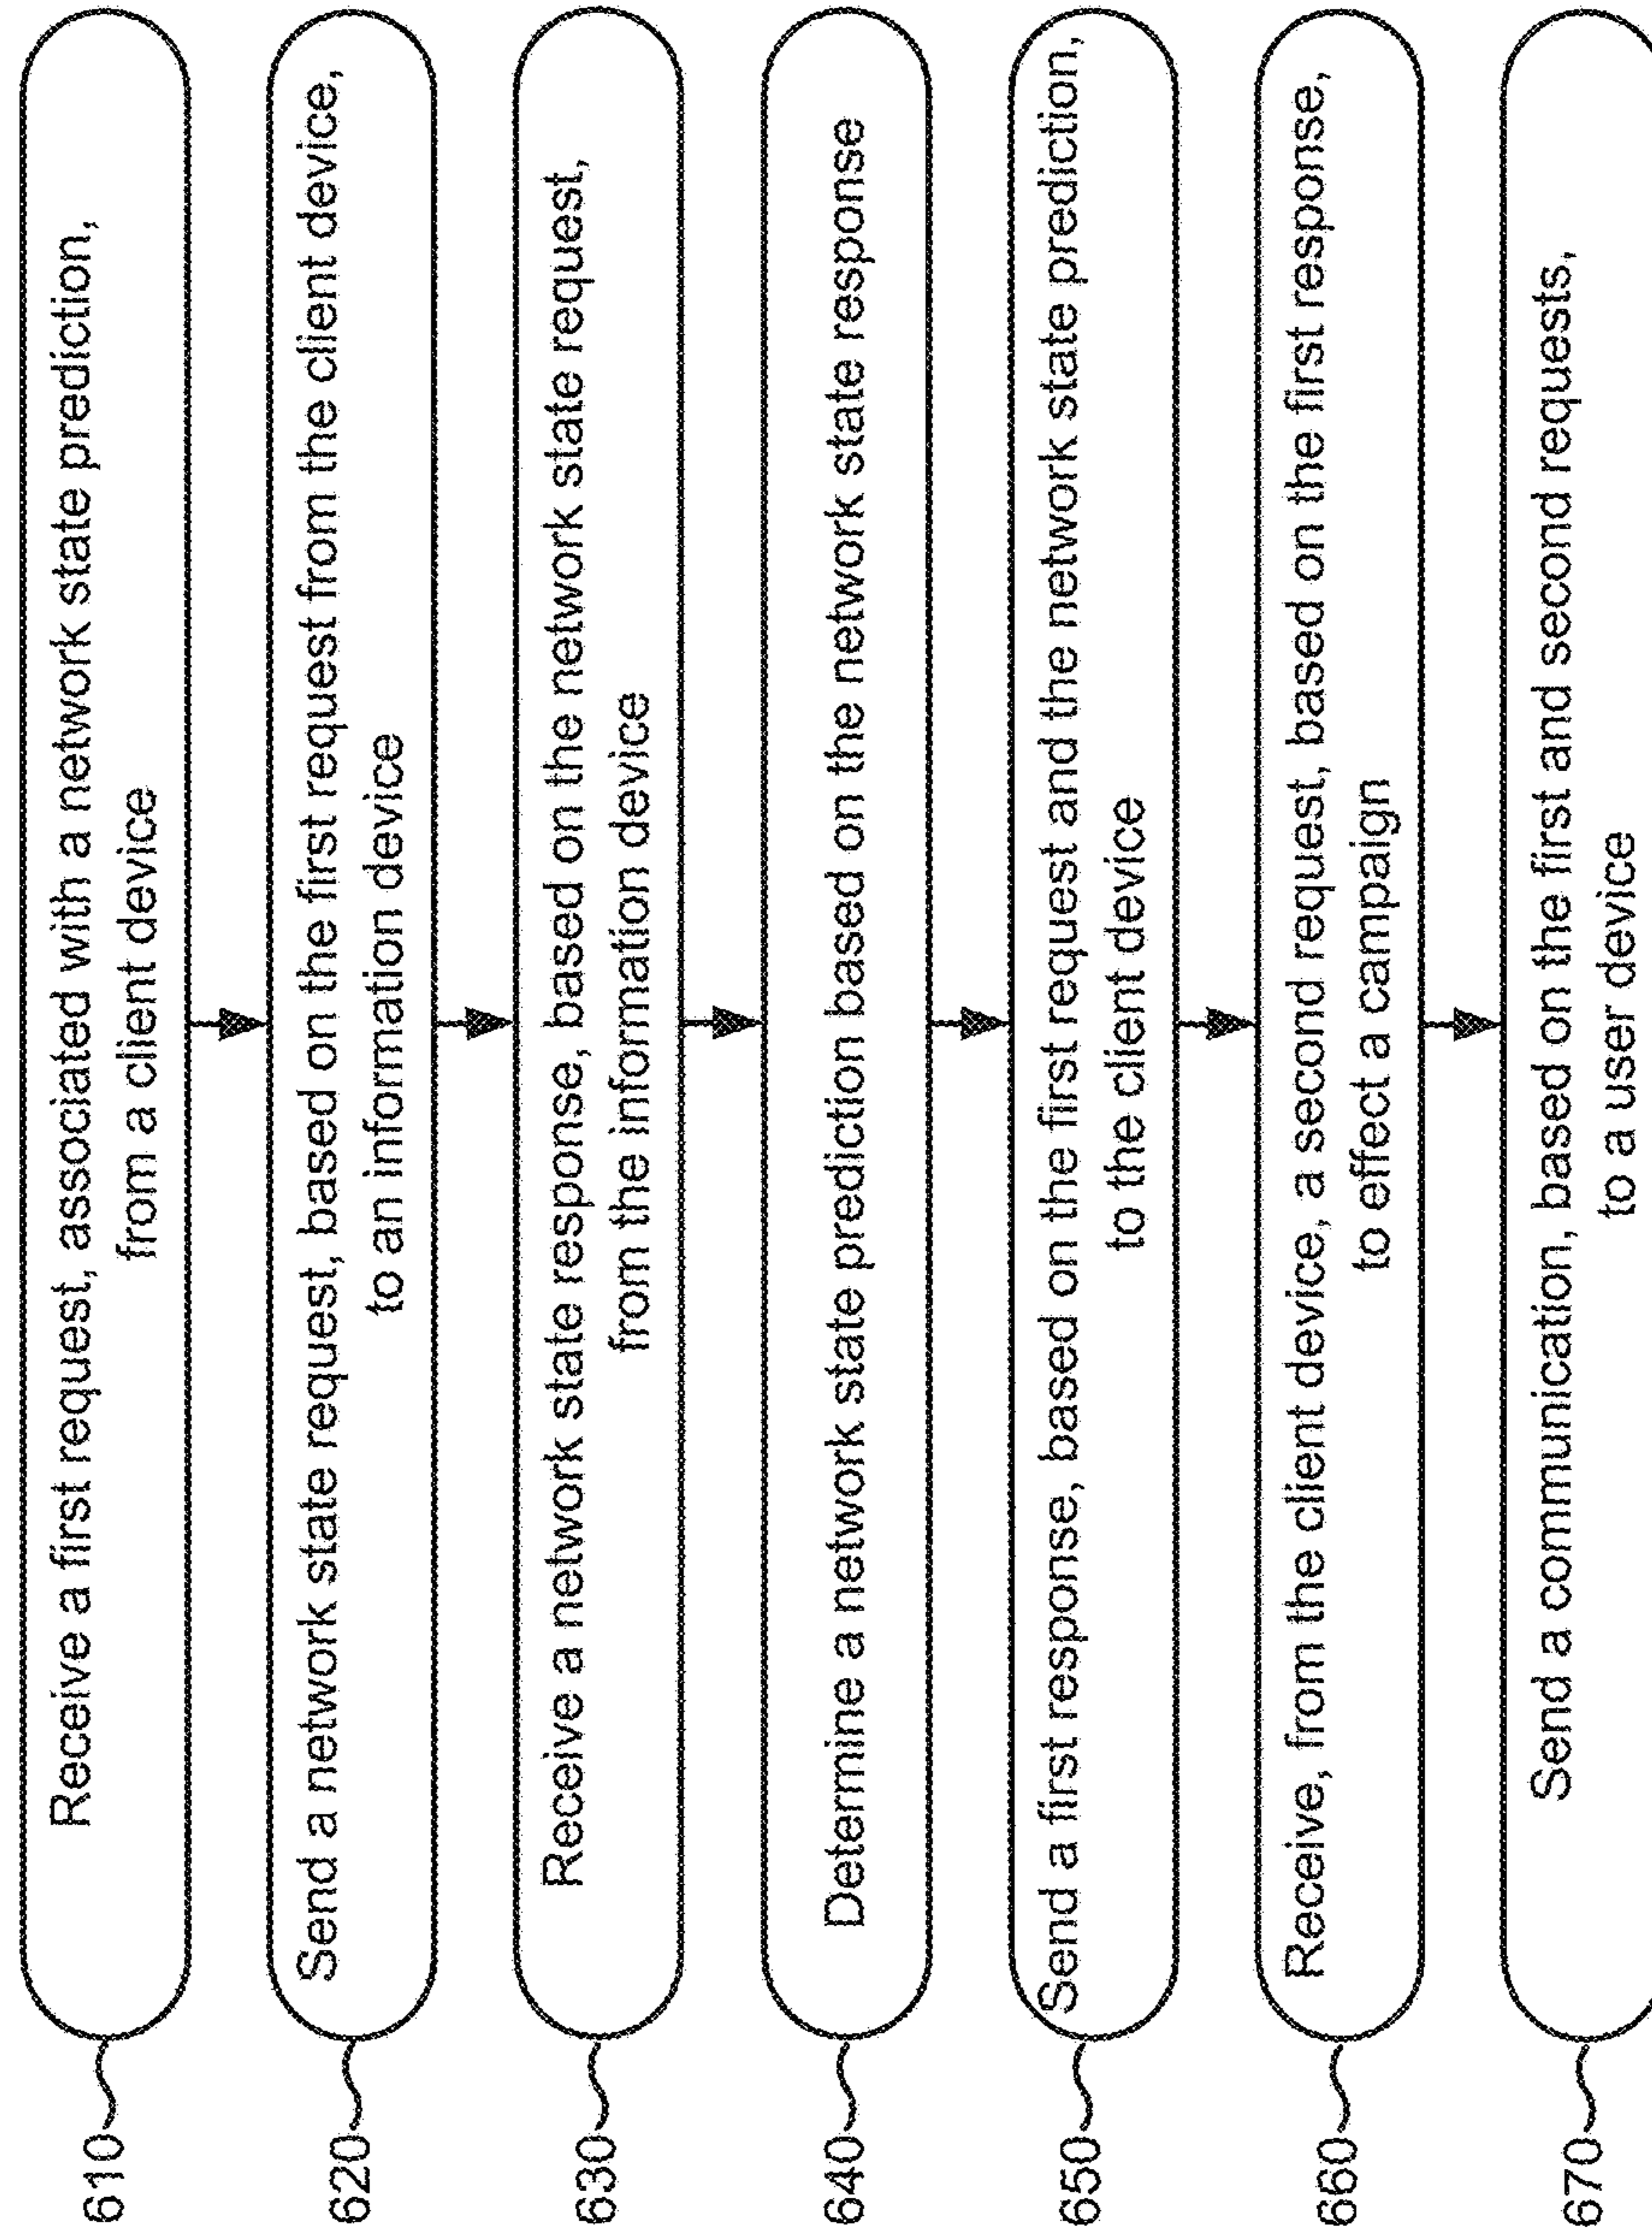 610
Receive a first request, associated with a network state prediction,
from a client device
620
Send a network state request, based on the first request from the client device,
to an information device
630
Receive a network state response, based on the network state request,
from the information device
640
Determine a network state prediction based on the network state response
650
Send a first response, based on the first request and the network state prediction,
to the client device
660
Receive, from the client device, a second request, based on the first response,
to effect a campaign
670
Send a communication, based on the first and second requests,
to a user device